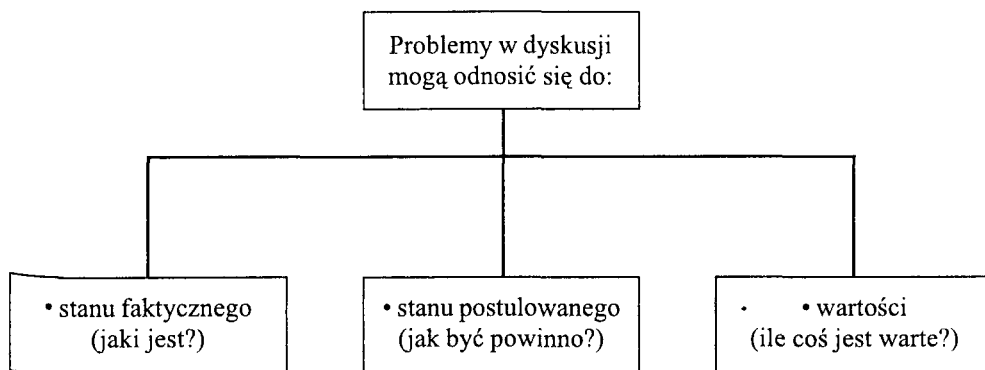 Problemy w dyskusji
mogą odnosić się do:
• stanu faktycznego
(jaki jest?)
• stanu postulowanego
(jak być powinno?)
• wartości
(ile coś jest warte?)